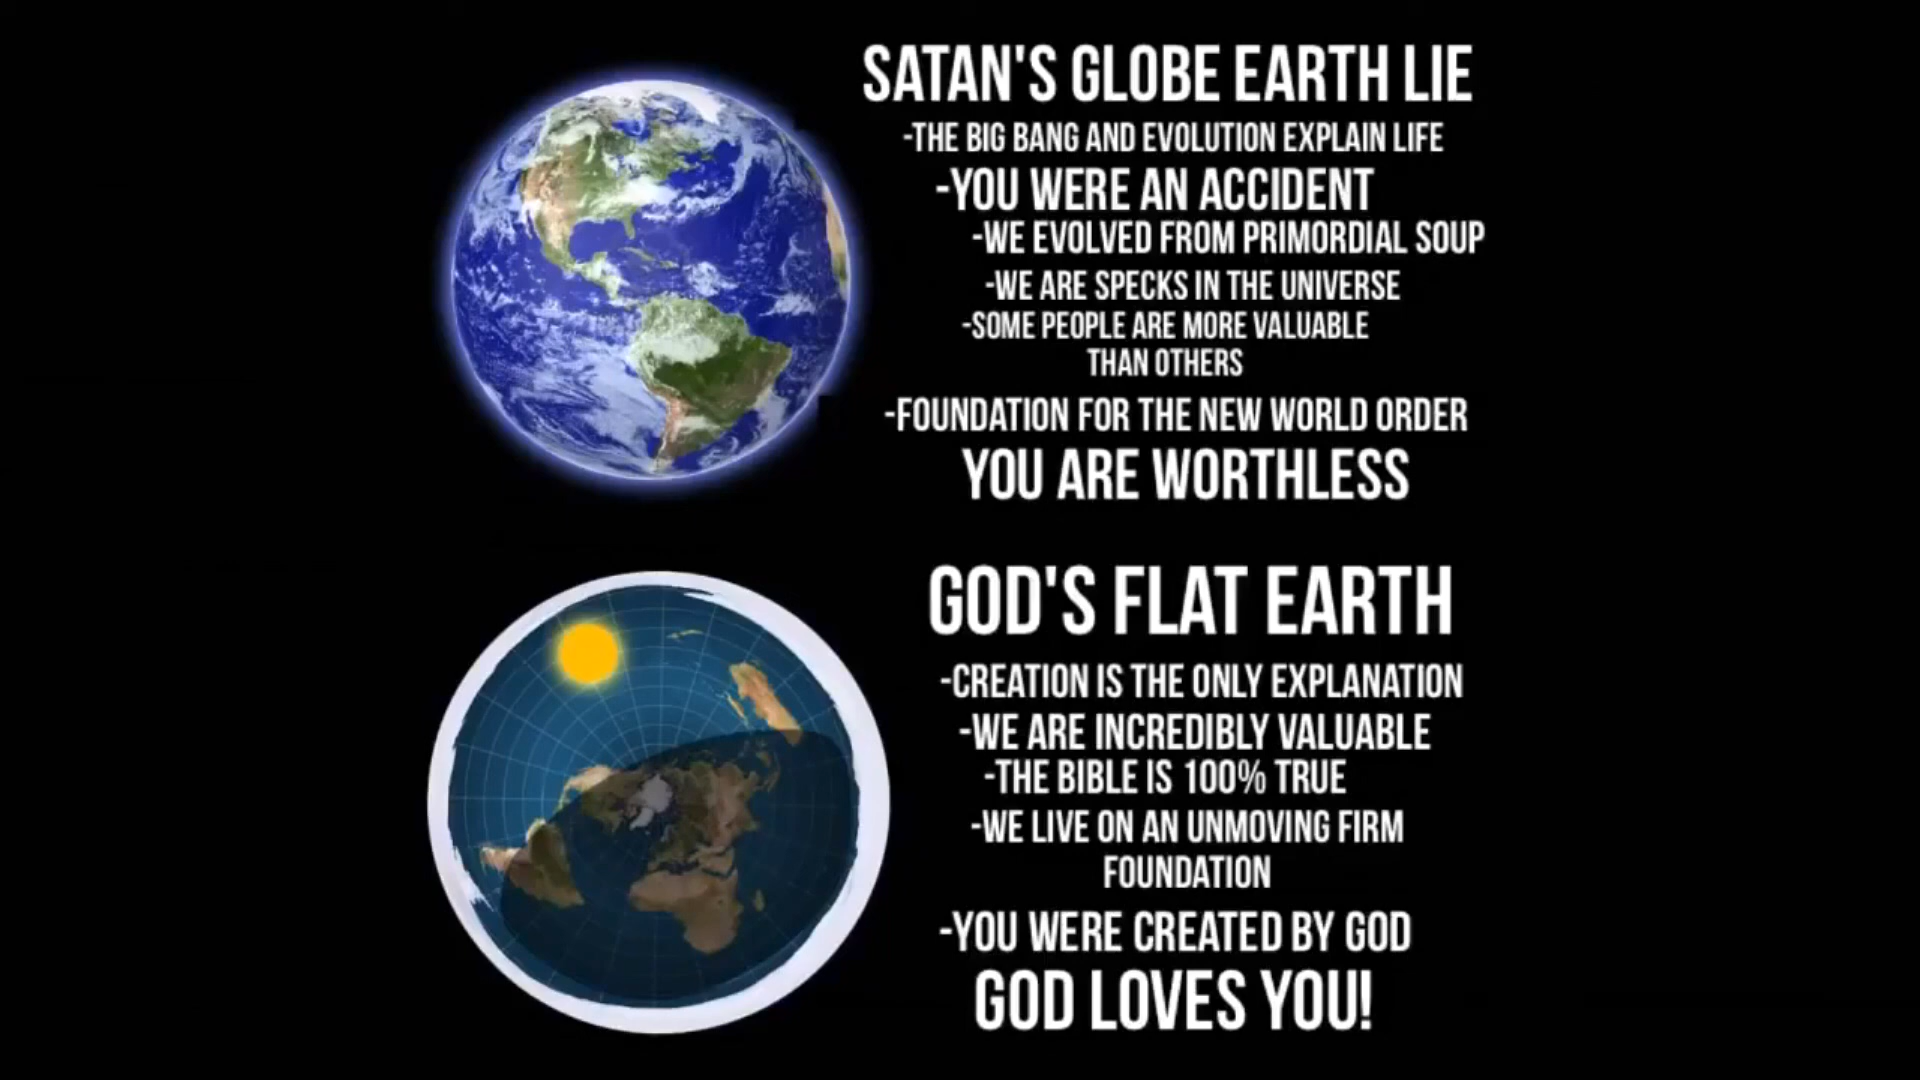 SATAN'S GLOBE EARTH LIE
-THE BIG BANG AND EVOLUTION EXPLAIN LIFE
-YOU WERE AN ACCIDENT
-WE EVOLVED FROM PRIMORDIAL SOUP
-WE ARE SPECKS IN THE UNIVERSE
-SOME PEOPLE ARE MORE VALUABLE
THAN OTHERS
-FOUNDATION FOR THE NEW WORLD ORDER
YOU ARE WORTHLESS
GOD'S FLAT EARTH
-CREATION IS THE ONLY EXPLANATION
-WE ARE INCREDIBLY VALUABLE
-THE BIBLE IS 100% TRUE
-WE LIVE ON AN UNMOVING FIRM
FOUNDATION
-YOU WERE CREATED BY GOD
GOD LOVES YOU!